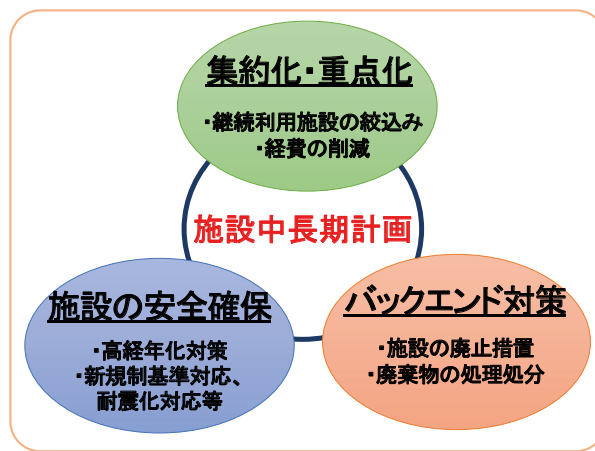 集約化・重点化
・継続利用施設の絞込み
・経費の削減
施設中長期計画
施設の安全確保
・高経年化対策
・新規制基準対応、
耐震化対応等
バックエンド対策
・施設の廃止措置
・廃棄物の処理処分